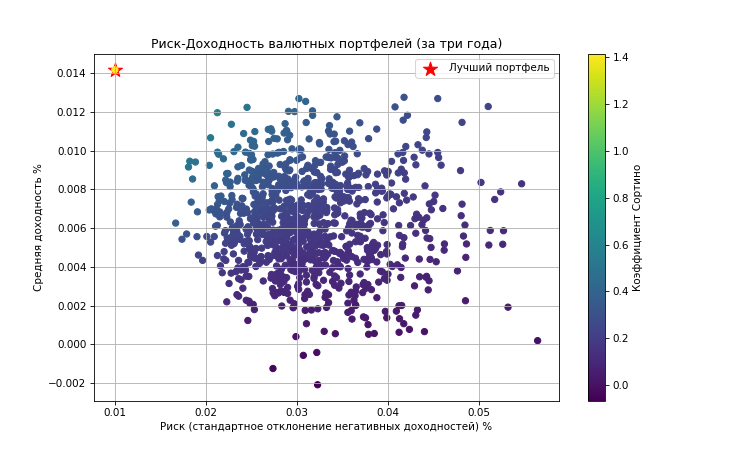 Риск-Доходность валютных портфелей (за три года)
Лучший портфель
Средняя доходность %
0.014
0.012
0.010
0.008
0.006
0.004
0.002
0.000
−0.002
0.01 0.02 0.03 0.04 0.05
Риск (стандартное отклонение негативных доходностей) %
1.4
1.2
1.0
0.8
0.6
0.4
0.2
0.0
Коэффициент Сортино